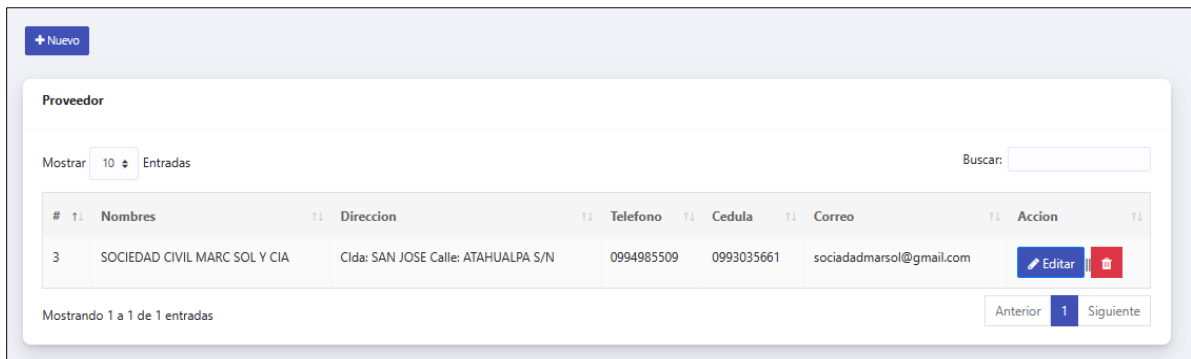 + Nuevo
Proveedor
Mostrar 10 Entradas Buscar:
# Nombres Direccion Telefono Cedula Correo Accion
3 SOCIEDAD CIVIL MARC SOL Y CIA Clda: SAN JOSE Calle: ATAHUALPA S/N 0994985509 0993035661 sociadadmarsol@gmail.com Editar ||
Mostrando 1 a 1 de 1 entradas Anterior 1 Siguiente